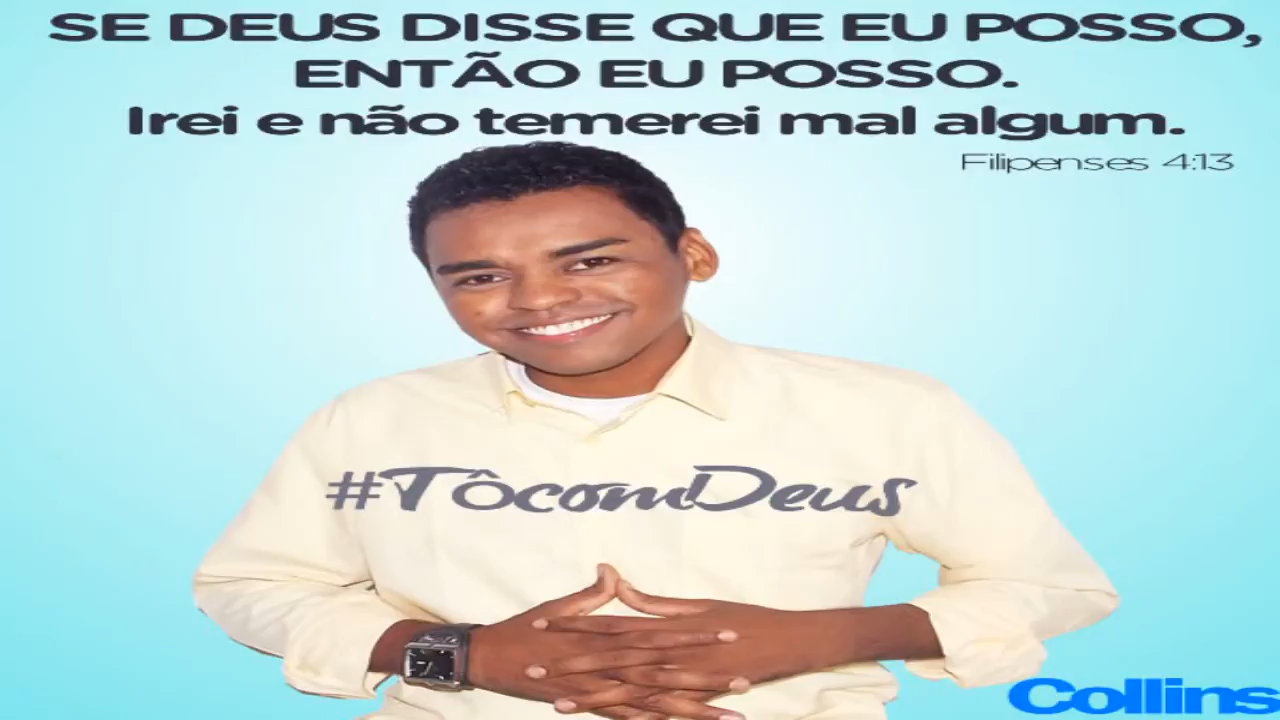 SE DEUS DISSE QUE EU POSSO,
ENTÃO EU POSSO.
Irei e não temerei mal algum.
Filipenses 4:13
#TôcomDeus
Collins